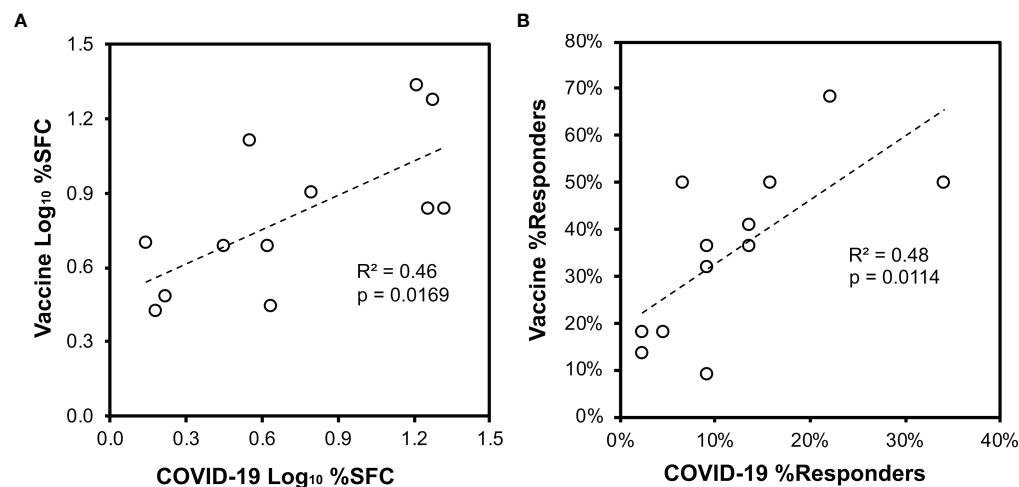 A
1.5
1.2
0.9
0.6
0.3
0.0
Vaccine Log₁₀ %SFC
R² = 0.46
p = 0.0169
0.0 0.3 0.6 0.9 1.2 1.5
COVID-19 Log₁₀ %SFC
B
80%
70%
60%
50%
40%
30%
20%
10%
0%
Vaccine %Responders
R² = 0.48
p = 0.0114
0% 10% 20% 30% 40%
COVID-19 %Responders